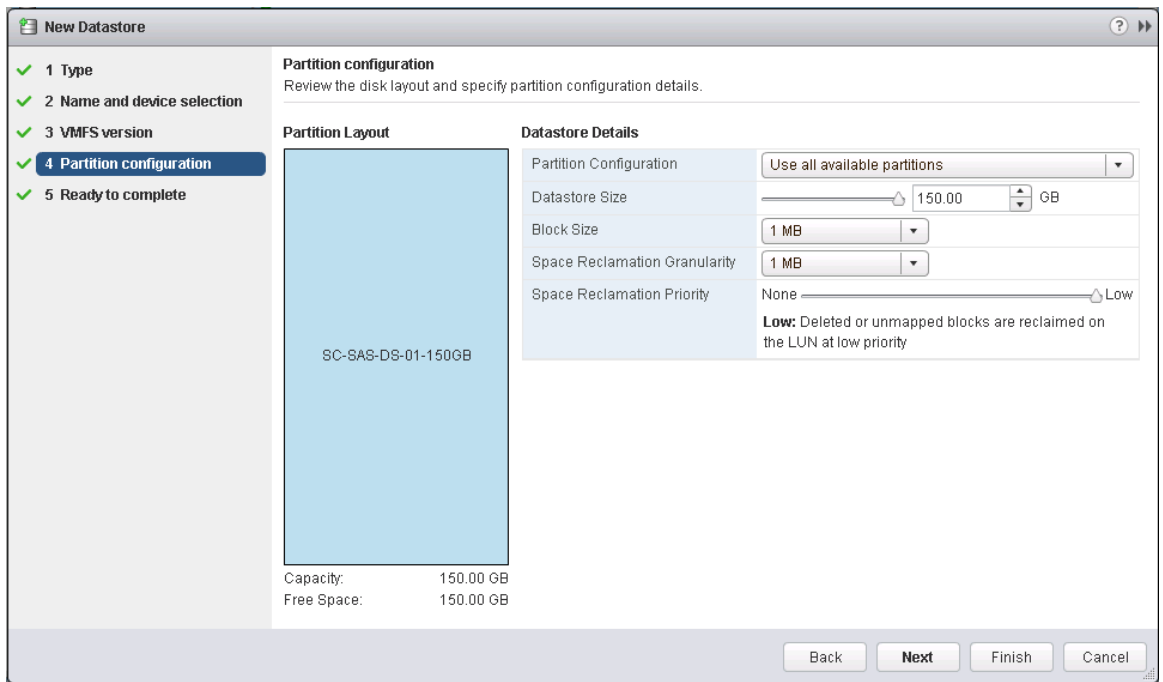 New Datastore
?
1 Type
2 Name and device selection
3 VMFS version
4 Partition configuration
5 Ready to complete
Partition configuration
Review the disk layout and specify partition configuration details.
Partition Layout
SC-SAS-DS-01-150GB
Capacity: 150.00 GB
Free Space: 150.00 GB
Datastore Details
Partition Configuration Use all available partitions
Datastore Size 150.00 GB
Block Size 1 MB
Space Reclamation Granularity 1 MB
Space Reclamation Priority None Low
Low: Deleted or unmapped blocks are reclaimed on
the LUN at low priority
Back Next Finish Cancel